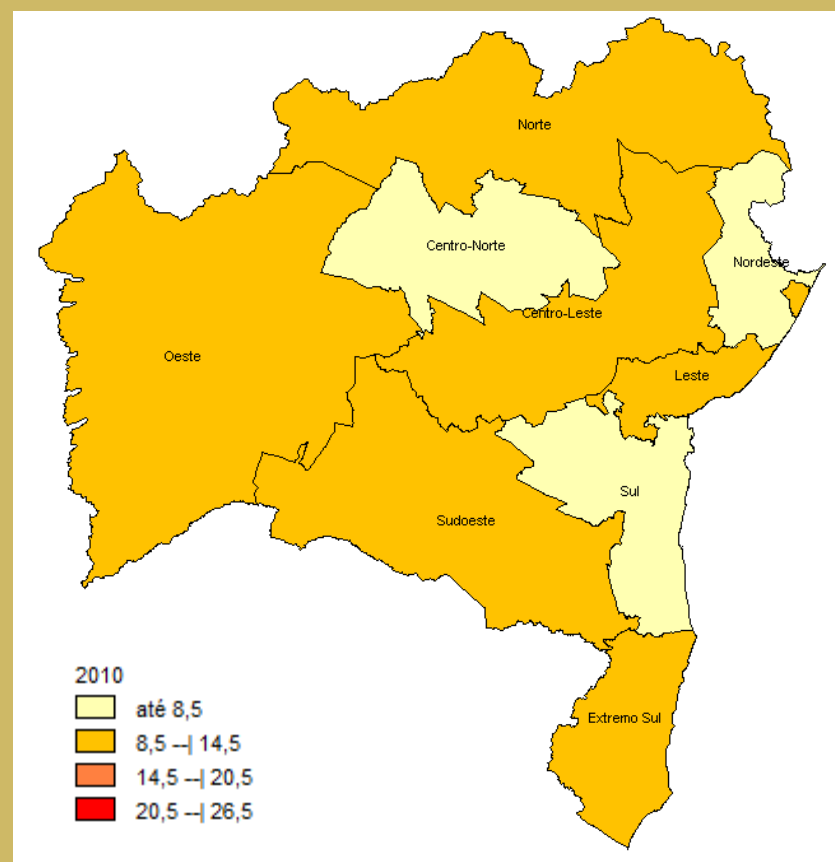 Norte
Centro-Norte
Nordeste
Centro-Leste
Oeste
Leste
Sul
Sudoeste
Extremo Sul
2010
até 8,5
8,5 --| 14,5
14,5 --| 20,5
20,5 --| 26,5